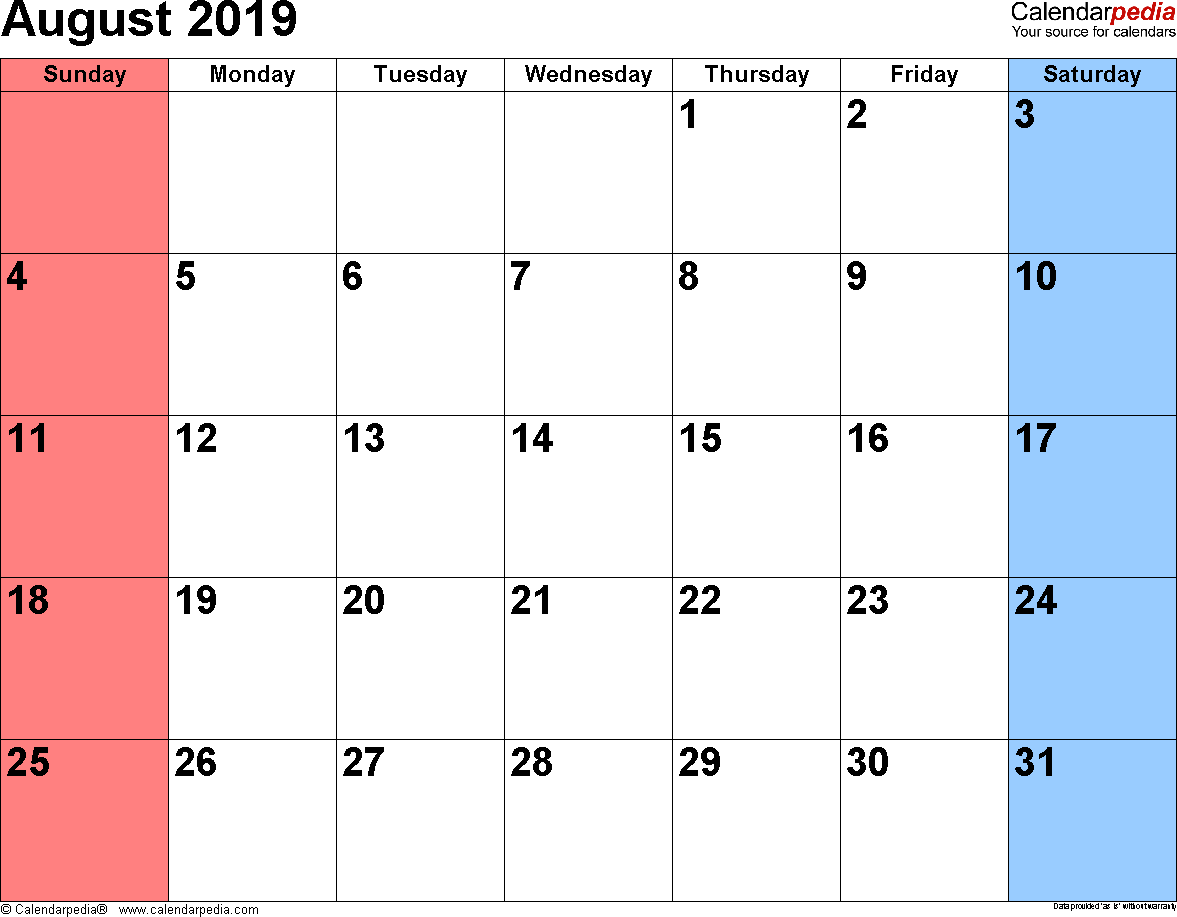 August 2019
Calendarpedia
Your source for calendars
Sunday Monday Tuesday Wednesday Thursday Friday Saturday
1 2 3
4 5 6 7 8 9 10
11 12 13 14 15 16 17
18 19 20 21 22 23 24
25 26 27 28 29 30 31
© Calendarpedia® www.calendarpedia.com
Data provided 'as is' without warranty